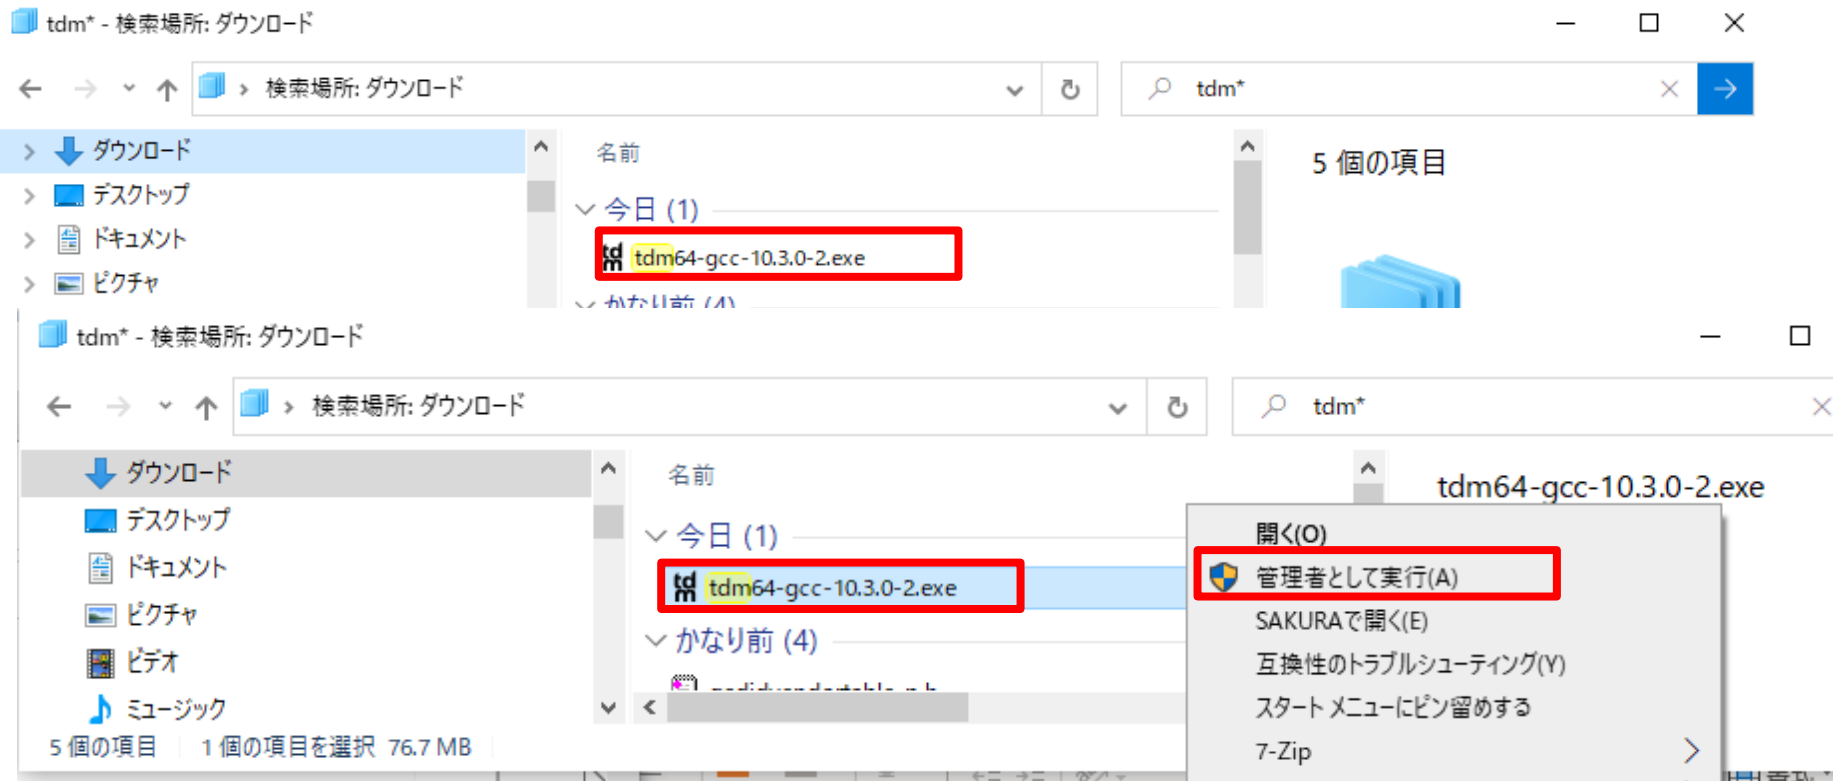 tdm* - 検索場所: ダウンロード
検索場所: ダウンロード
tdm*
ダウンロード
デスクトップ
ドキュメント
ピクチャ
名前
今日 (1)
tdm64-gcc-10.3.0-2.exe
かなり前 (4)
5 個の項目
tdm* - 検索場所: ダウンロード
検索場所: ダウンロード
tdm*
ダウンロード
デスクトップ
ドキュメント
ピクチャ
ビデオ
ミュージック
名前
今日 (1)
tdm64-gcc-10.3.0-2.exe
かなり前 (4)
tdm64-gcc-10.3.0-2.exe
開く(O)
管理者として実行(A)
SAKURAで開く(E)
互換性のトラブルシューティング(Y)
スタート メニューにピン留めする
7-Zip
5 個の項目
1 個の項目を選択 76.7 MB